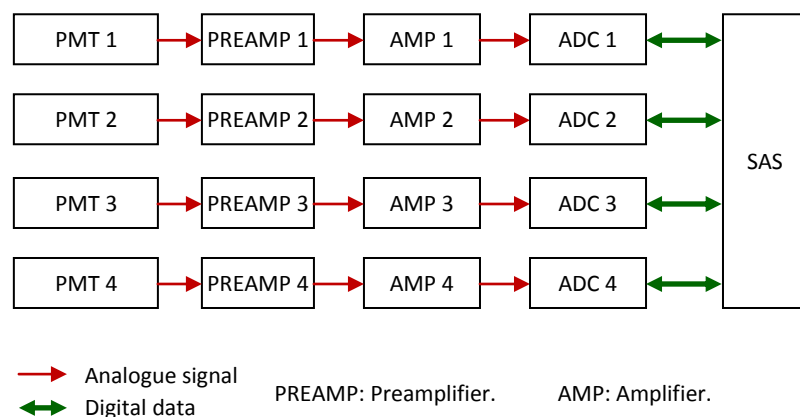 PMT 1 PREAMP 1 AMP 1 ADC 1
PMT 2 PREAMP 2 AMP 2 ADC 2
SAS
PMT 3 PREAMP 3 AMP 3 ADC 3
PMT 4 PREAMP 4 AMP 4 ADC 4
Analogue signal
Digital data
PREAMP: Preamplifier. AMP: Amplifier.